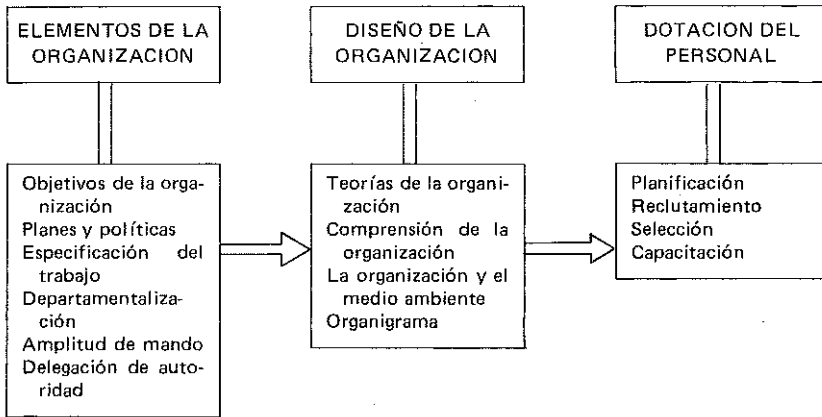 ELEMENTOS DE LA
ORGANIZACION
Objetivos de la orga-
nización
Planes y políticas
Especificación del
trabajo
Departamentaliza-
ción
Amplitud de mando
Delegación de auto-
ridad
DISEÑO DE LA
ORGANIZACION
Teorías de la organi-
zación
Comprensión de la
organización
La organización y el
medio ambiente
Organigrama
DOTACION DEL
PERSONAL
Planificación
Reclutamiento
Selección
Capacitación